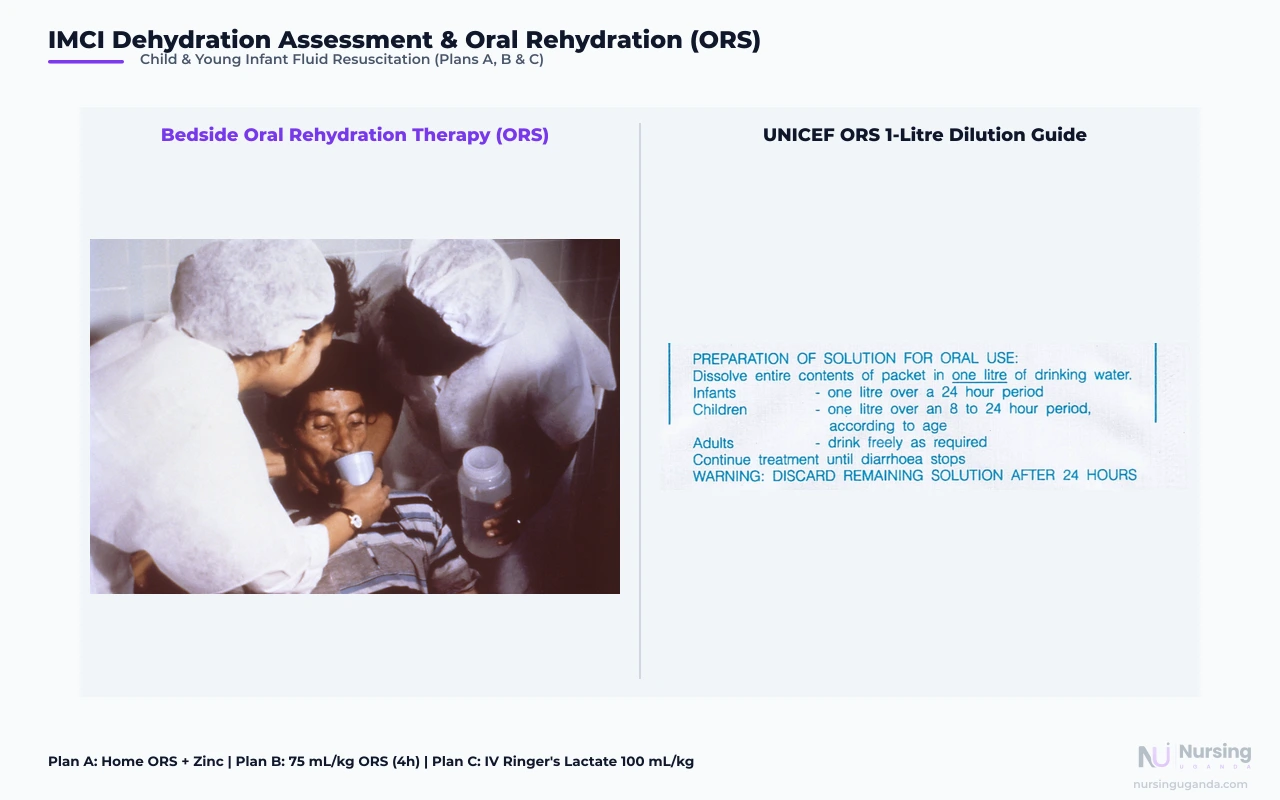 IMCI Dehydration Assessment & Oral Rehydration (ORS)
Child & Young Infant Fluid Resuscitation (Plans A, B & C)
Bedside Oral Rehydration Therapy (ORS)
UNICEF ORS 1-Litre Dilution Guide
PREPARATION OF SOLUTION FOR ORAL USE:
Dissolve entire contents of packet in one litre of drinking water.
Infants - one litre over a 24 hour period
Children - one litre over an 8 to 24 hour period,
according to age
Adults - drink freely as required
Continue treatment until diarrhoea stops
WARNING: DISCARD REMAINING SOLUTION AFTER 24 HOURS
Plan A: Home ORS + Zinc | Plan B: 75 mL/kg ORS (4h) | Plan C: IV Ringer's Lactate 100 mL/kg
NU Nursing
UGANDA
nursinguganda.com